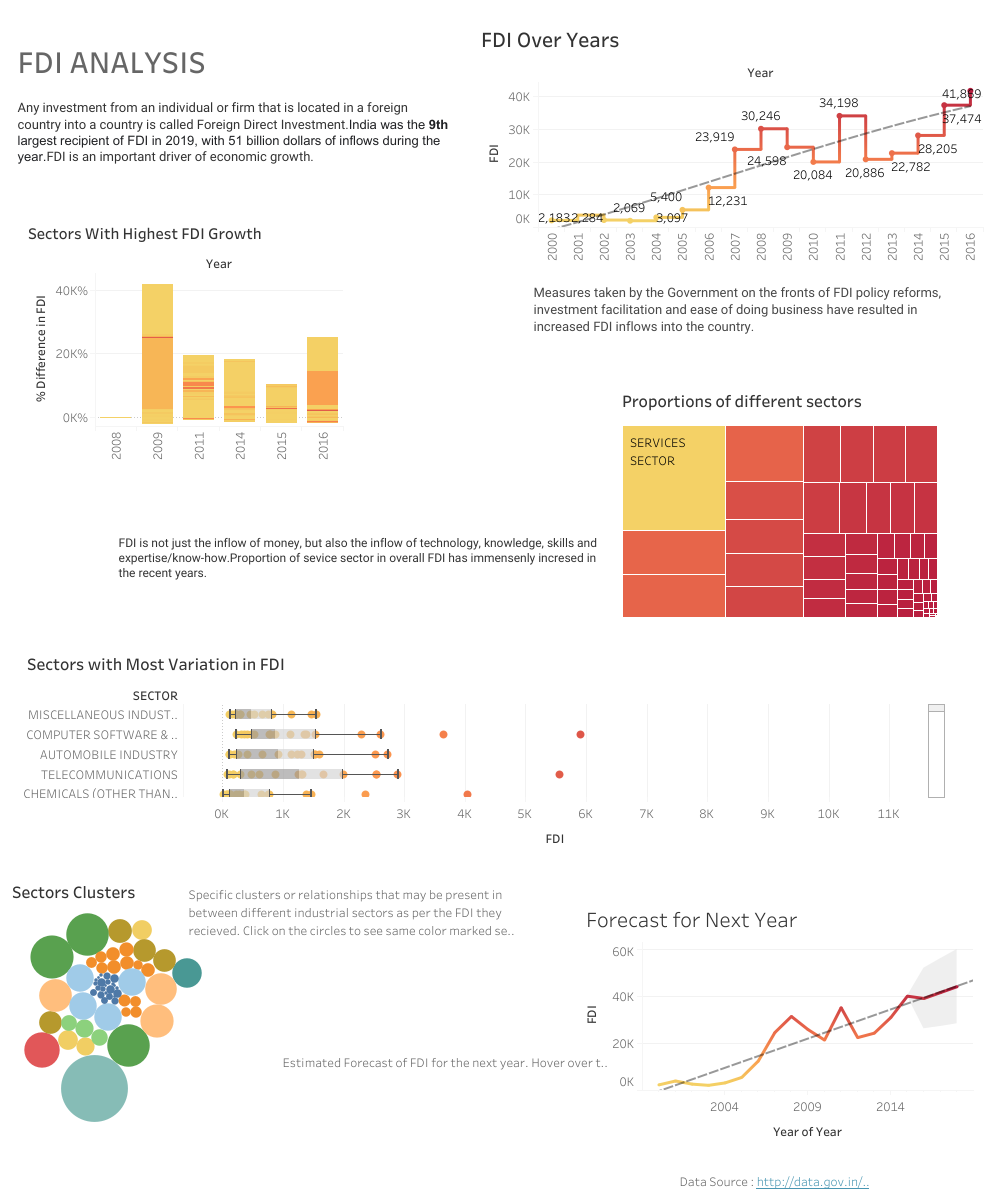 FDI ANALYSIS
Any investment from an individual or firm that is located in a foreign
country into a country is called Foreign Direct Investment.India was the 9th
largest recipient of FDI in 2019, with 51 billion dollars of inflows during the
year.FDI is an important driver of economic growth.
FDI Over Years
Year
FDI
40K
30K
20K
10K
0K
2,183
2,284
2,069
3,097
5,400
12,231
23,919
30,246
24,598
20,084
34,198
20,886
22,782
28,205
37,474
41,889
2000
2001
2002
2003
2004
2005
2006
2007
2008
2009
2010
2011
2012
2013
2014
2015
2016
Measures taken by the Government on the fronts of FDI policy reforms,
investment facilitation and ease of doing business have resulted in
increased FDI inflows into the country.
Sectors With Highest FDI Growth
Year
% Difference in FDI
40K%
20K%
0K%
2008
2009
2011
2014
2015
2016
Proportions of different sectors
SERVICES
SECTOR
FDI is not just the inflow of money, but also the inflow of technology, knowledge, skills and
expertise/know-how.Proportion of sevice sector in overall FDI has immensenly incresed in
the recent years.
Sectors with Most Variation in FDI
SECTOR
MISCELLANEOUS INDUST..
COMPUTER SOFTWARE & ..
AUTOMOBILE INDUSTRY
TELECOMMUNICATIONS
CHEMICALS (OTHER THAN..
0K
1K
2K
3K
4K
5K
6K
7K
8K
9K
10K
11K
FDI
Sectors Clusters
Specific clusters or relationships that may be present in
between different industrial sectors as per the FDI they
recieved. Click on the circles to see same color marked se..
Estimated Forecast of FDI for the next year. Hover over t..
Forecast for Next Year
FDI
60K
40K
20K
0K
2004
2009
2014
Year of Year
Data Source : http://data.gov.in/..